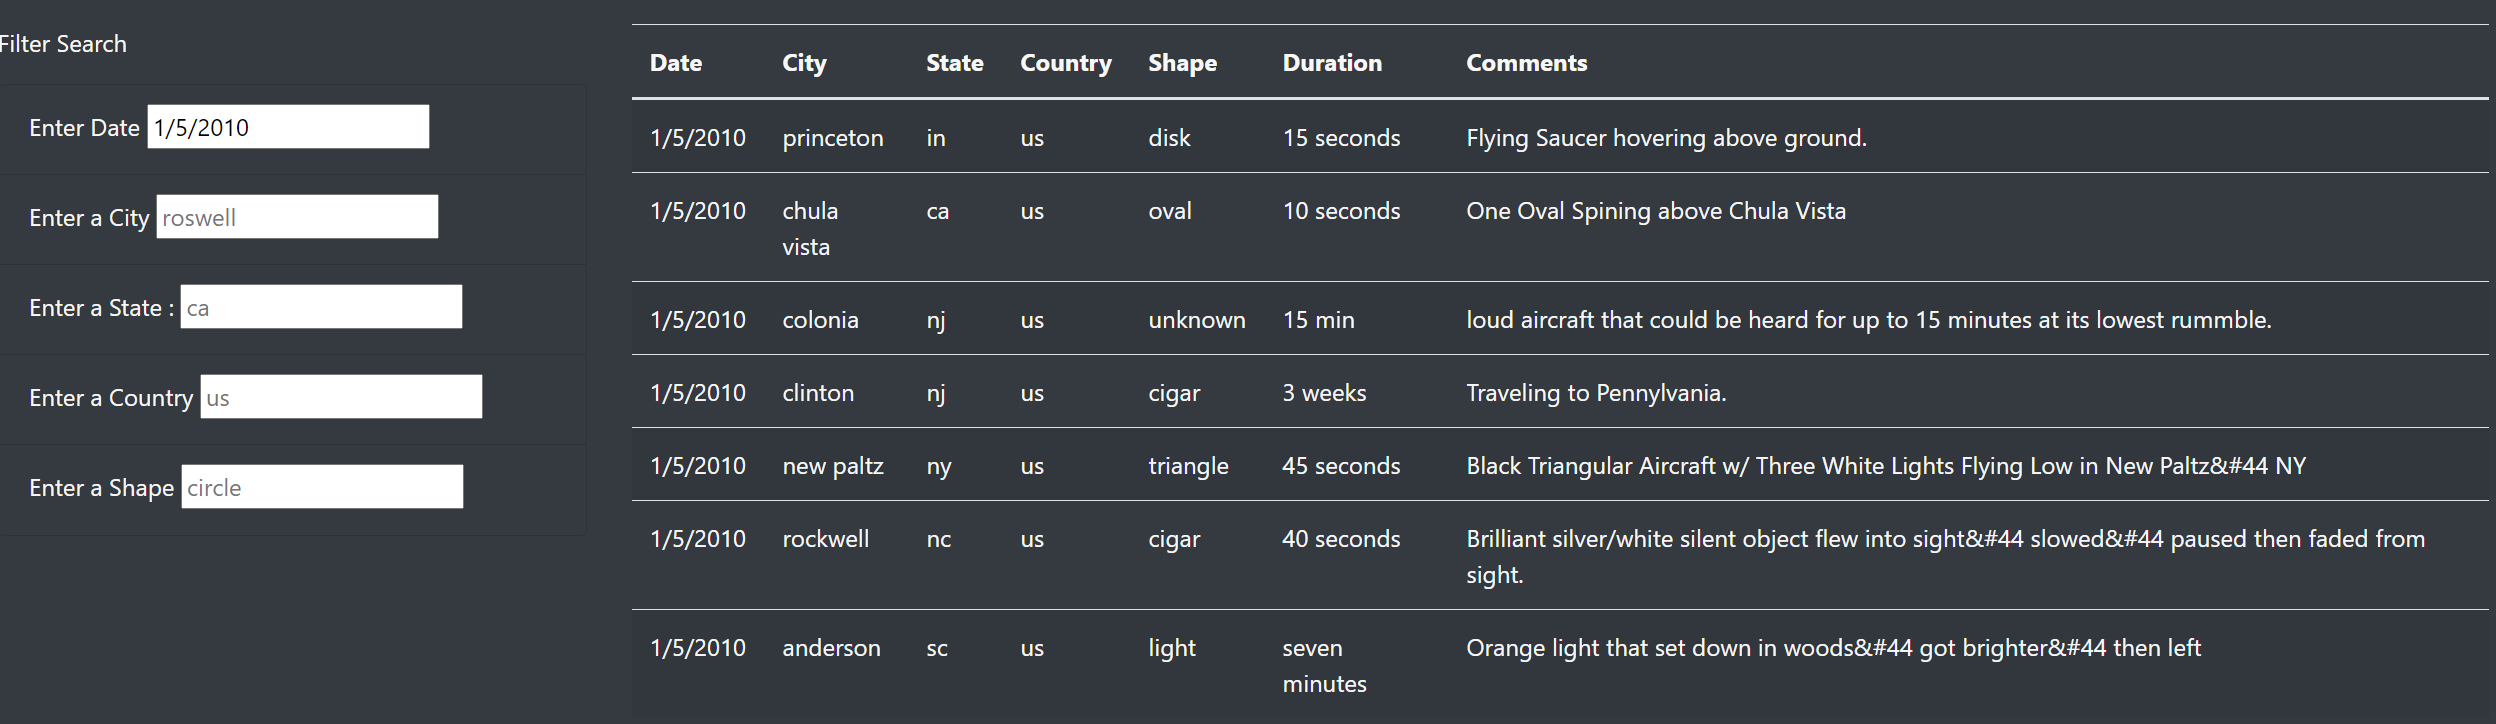 Filter Search
Enter Date 1/5/2010
Enter a City roswell
Enter a State : ca
Enter a Country us
Enter a Shape circle
Date City State Country Shape Duration Comments
1/5/2010 princeton in us disk 15 seconds Flying Saucer hovering above ground.
1/5/2010 chula ca us oval 10 seconds One Oval Spining above Chula Vista
vista
1/5/2010 colonia nj us unknown 15 min loud aircraft that could be heard for up to 15 minutes at its lowest rummble.
1/5/2010 clinton nj us cigar 3 weeks Traveling to Pennylvania.
1/5/2010 new paltz ny us triangle 45 seconds Black Triangular Aircraft w/ Three White Lights Flying Low in New Paltz&#44 NY
1/5/2010 rockwell nc us cigar 40 seconds Brilliant silver/white silent object flew into sight&#44 slowed&#44 paused then faded from
sight.
1/5/2010 anderson sc us light seven Orange light that set down in woods&#44 got brighter&#44 then left
minutes